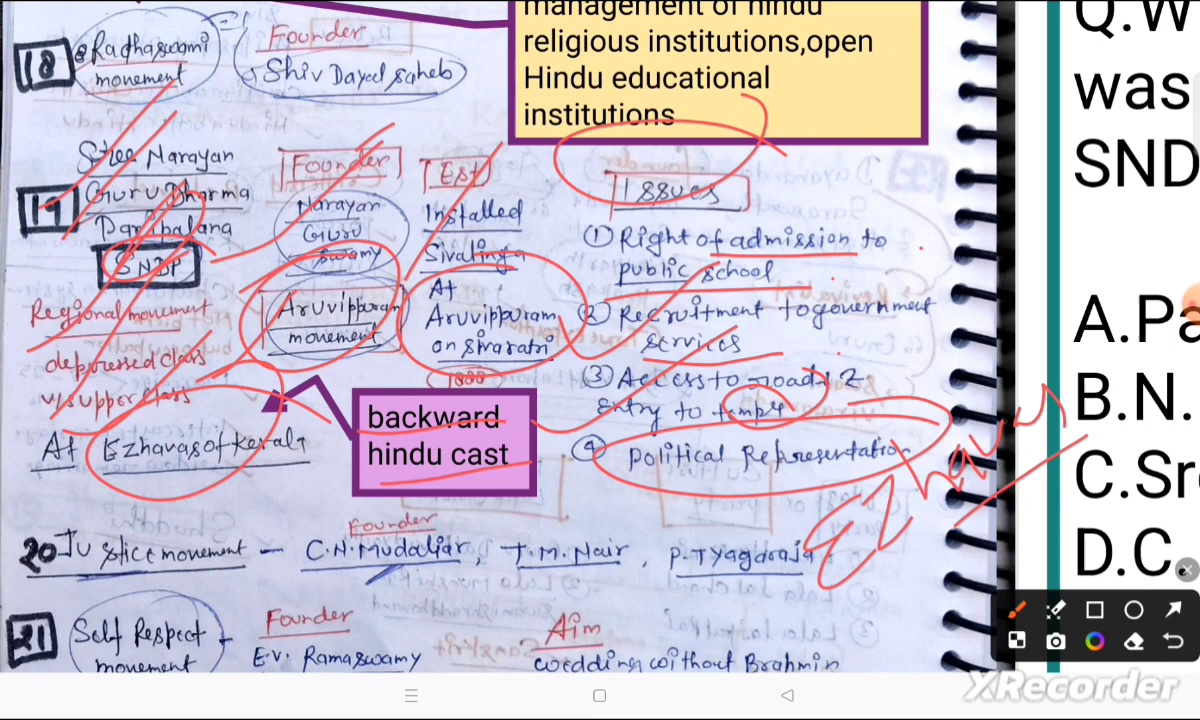 management of hindu
religious institutions,open
Hindu educational
institutions
18
Radhaswami
movement
Founder
Shiv Dayal Saheb
19
Sree Narayan
Guru Dharma
Paribalana
SNDP
Regional movement
depressed class
v/s upper class
At Ezhavas of Kerala
Founder
Narayan
Guru
Swamy
Aruvippuram
movement
Est
Installed
Sivalinga
At
Aruvippuram
on Sivaratri
1888
Issues
① Right of admission to
public school
② Recruitment to government
Services
③ Access to roads &
Entry to temple
④ political Representation
backward
hindu cast
Ezhavas
20 Justice movement – C.N. Mudaliar, T.M. Nair, P. Tyagaraja
Founder
21
Self Respect
movement
Founder
E.V. Ramaswamy
Aim
wedding without Brahmin
Q.W
was
SND
A.Pa
B.N.
C.Sr
D.C.
XRecorder